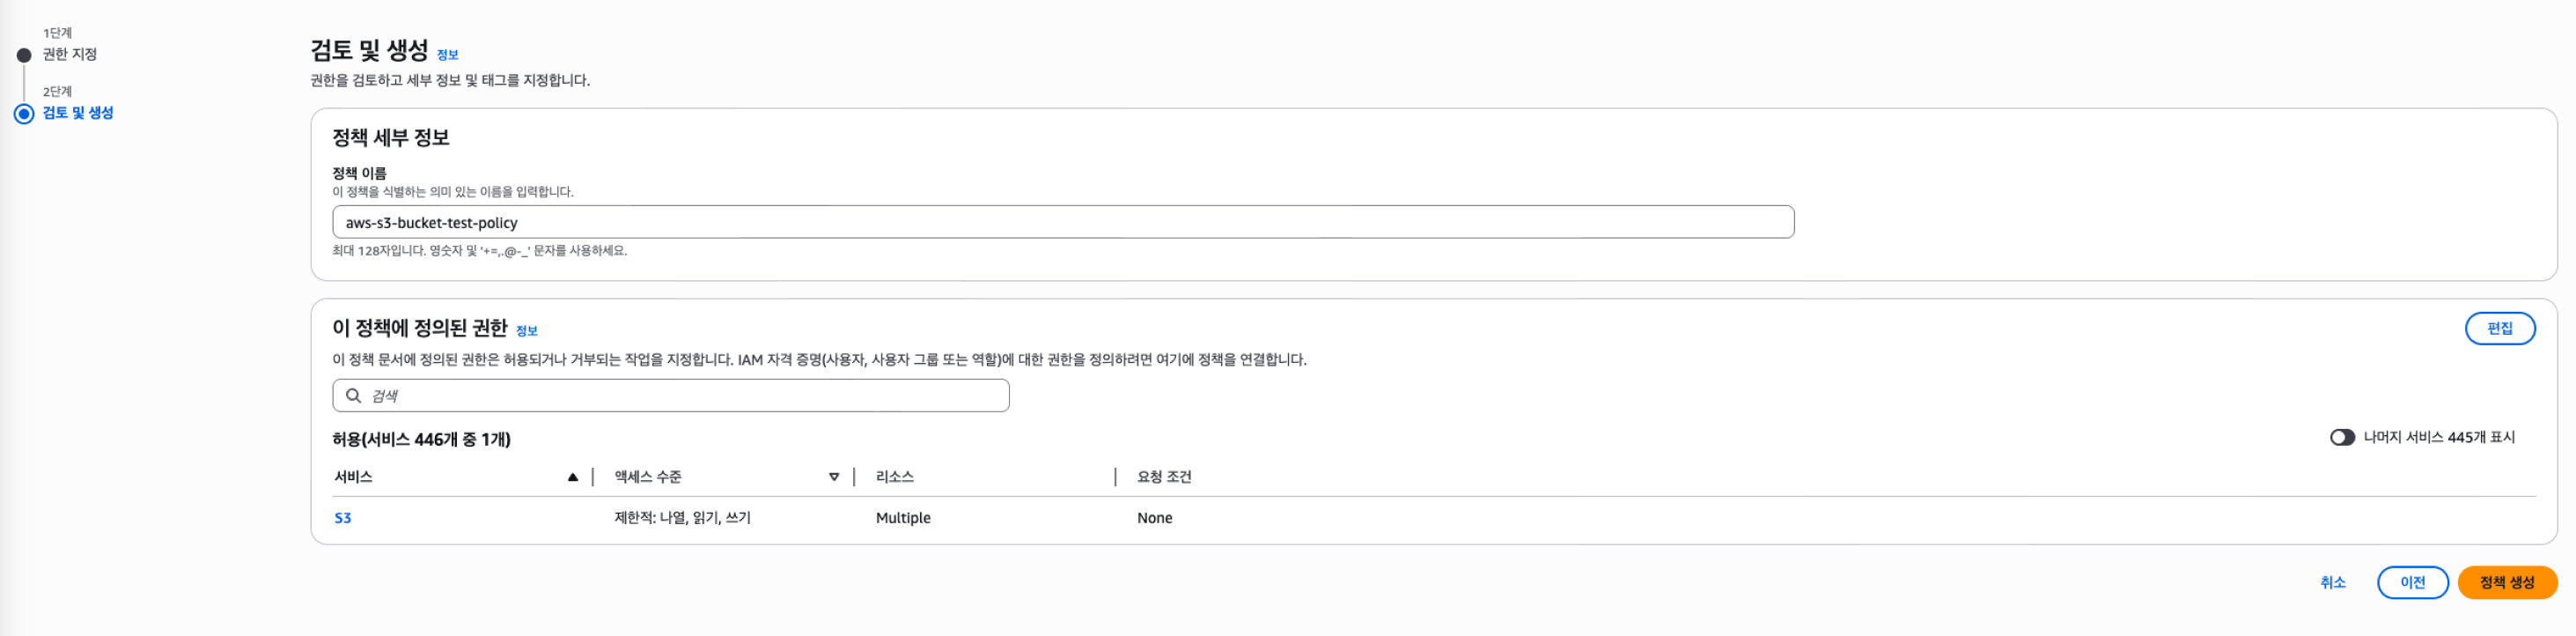 1단계
권한 지정
2단계
검토 및 생성
검토 및 생성 정보
권한을 검토하고 세부 정보 및 태그를 지정합니다.
정책 세부 정보
정책 이름
이 정책을 식별하는 의미 있는 이름을 입력합니다.
aws-s3-bucket-test-policy
최대 128자입니다. 영숫자 및 '+=,.@-_' 문자를 사용하세요.
이 정책에 정의된 권한 정보
편집
이 정책 문서에 정의된 권한은 허용되거나 거부되는 작업을 지정합니다. IAM 자격 증명(사용자, 사용자 그룹 또는 역할)에 대한 권한을 정의하려면 여기에 정책을 연결합니다.
검색
허용(서비스 446개 중 1개)
나머지 서비스 445개 표시
서비스 액세스 수준 리소스 요청 조건
S3 제한적: 나열, 읽기, 쓰기 Multiple None
취소 이전 정책 생성